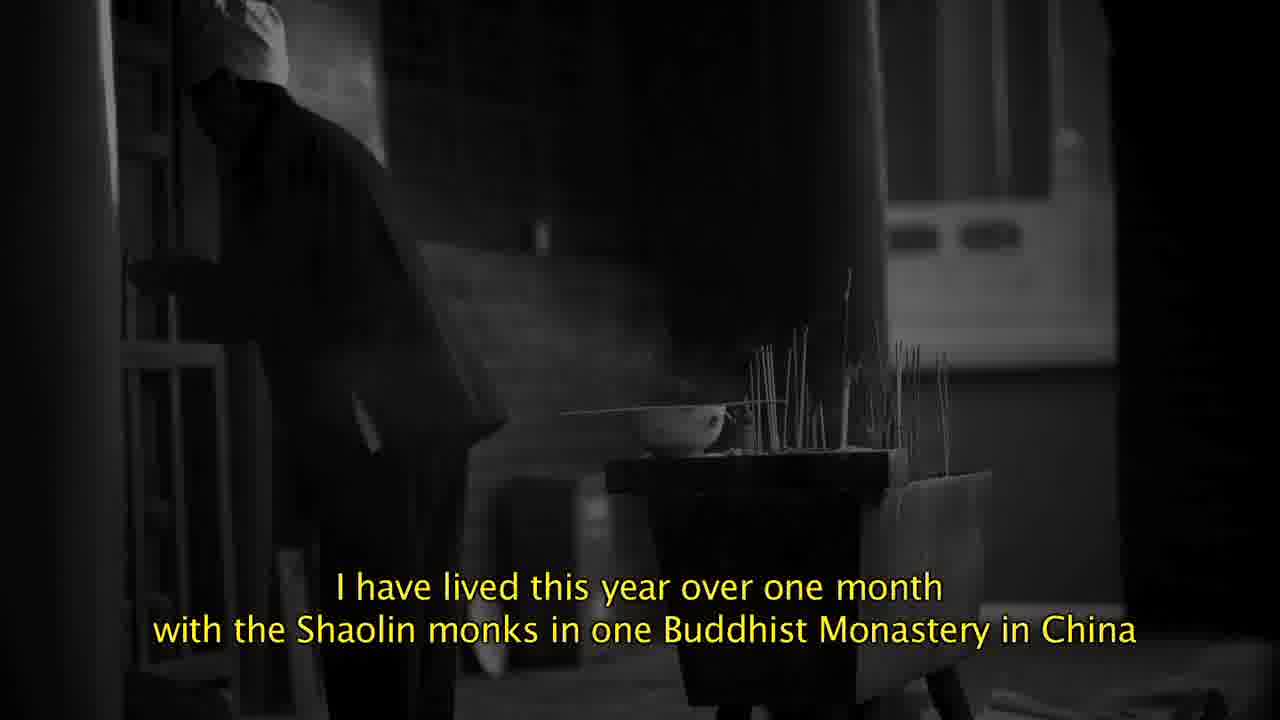 I have lived this year over one month
with the Shaolin monks in one Buddhist Monastery in China